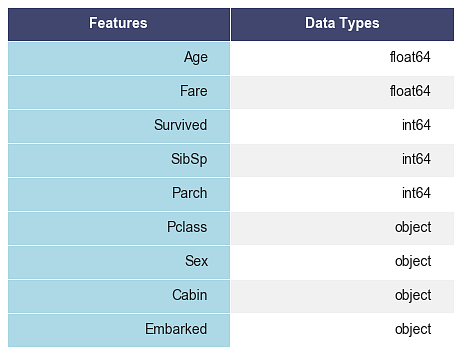 Features Data Types
Age float64
Fare float64
Survived int64
SibSp int64
Parch int64
Pclass object
Sex object
Cabin object
Embarked object